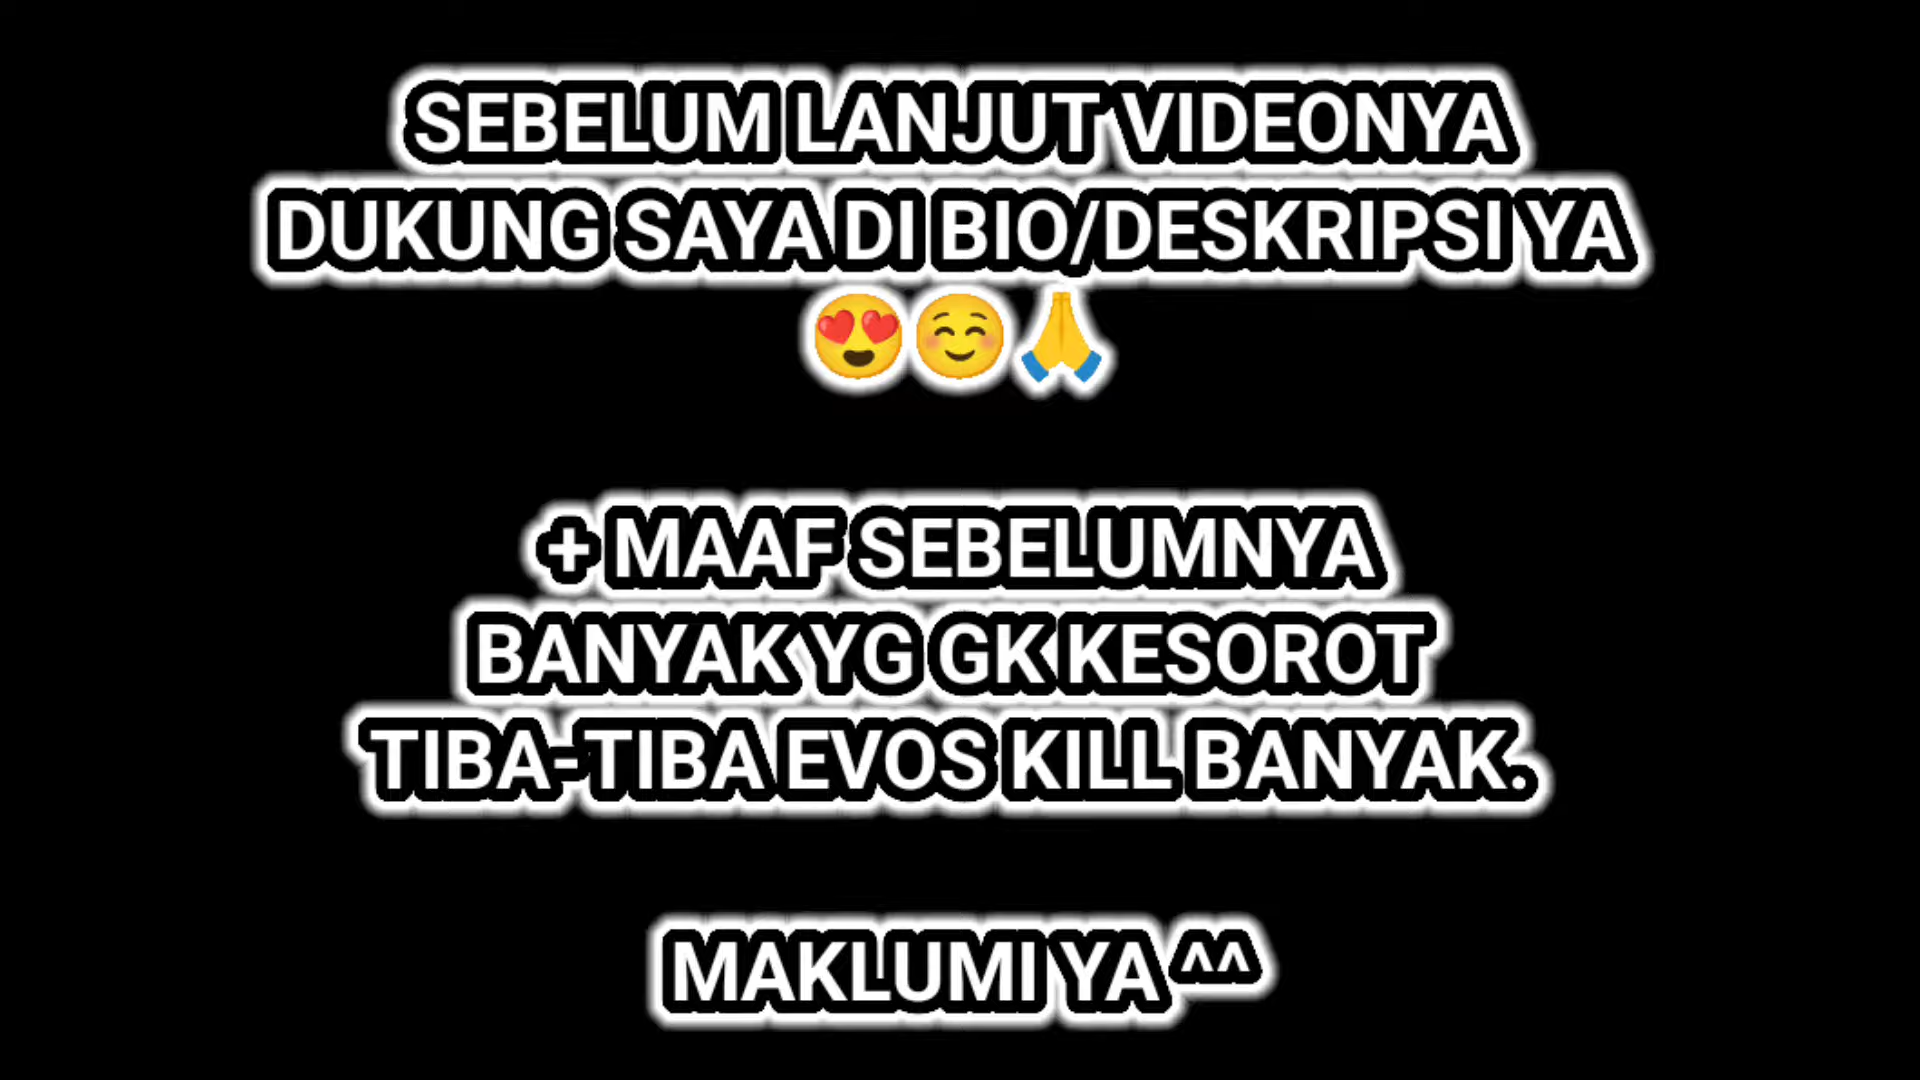 SEBELUM LANJUT VIDEONYA
DUKUNG SAYA DI BIO/DESKRIPSI YA
😍☺️🙏
+ MAAF SEBELUMNYA
BANYAK YG GK KESOROT
TIBA-TIBA EVOS KILL BANYAK.
MAKLUMI YA ^^